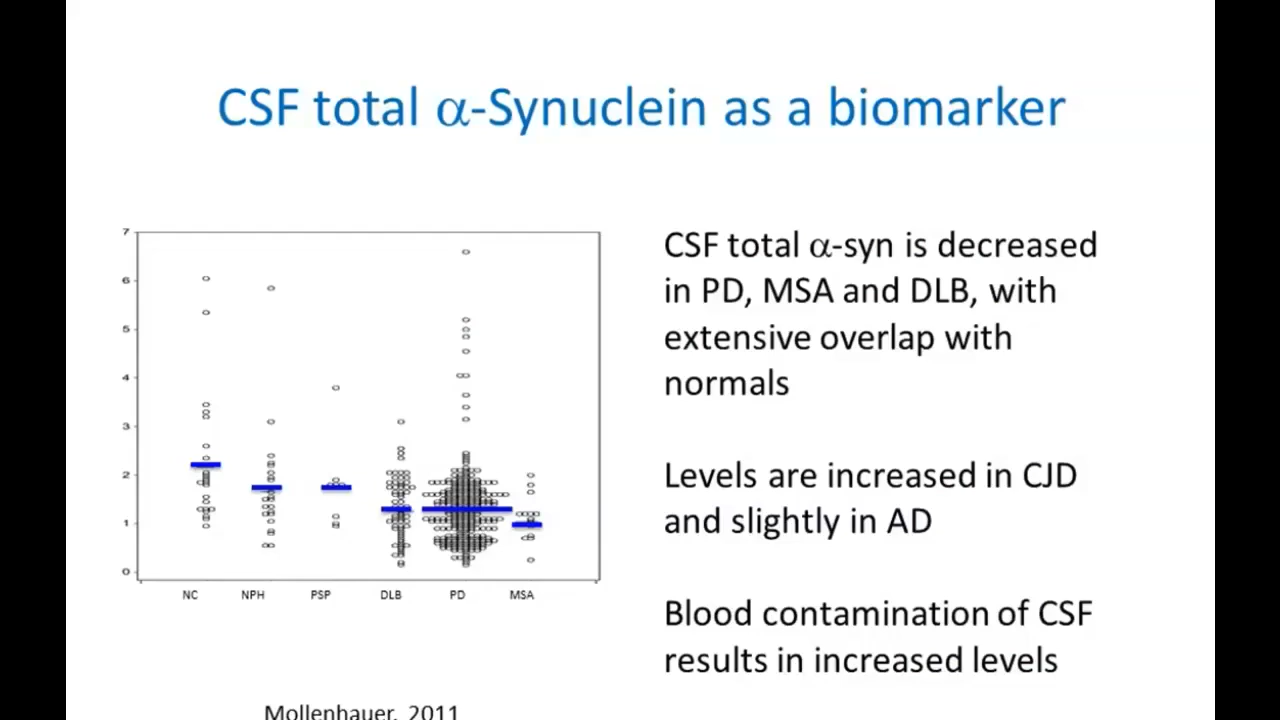 CSF total α-Synuclein as a biomarker
7
6
5
4
3
2
1
0
NC NPH PSP DLB PD MSA
Mollenhauer, 2011
CSF total α-syn is decreased
in PD, MSA and DLB, with
extensive overlap with
normals
Levels are increased in CJD
and slightly in AD
Blood contamination of CSF
results in increased levels